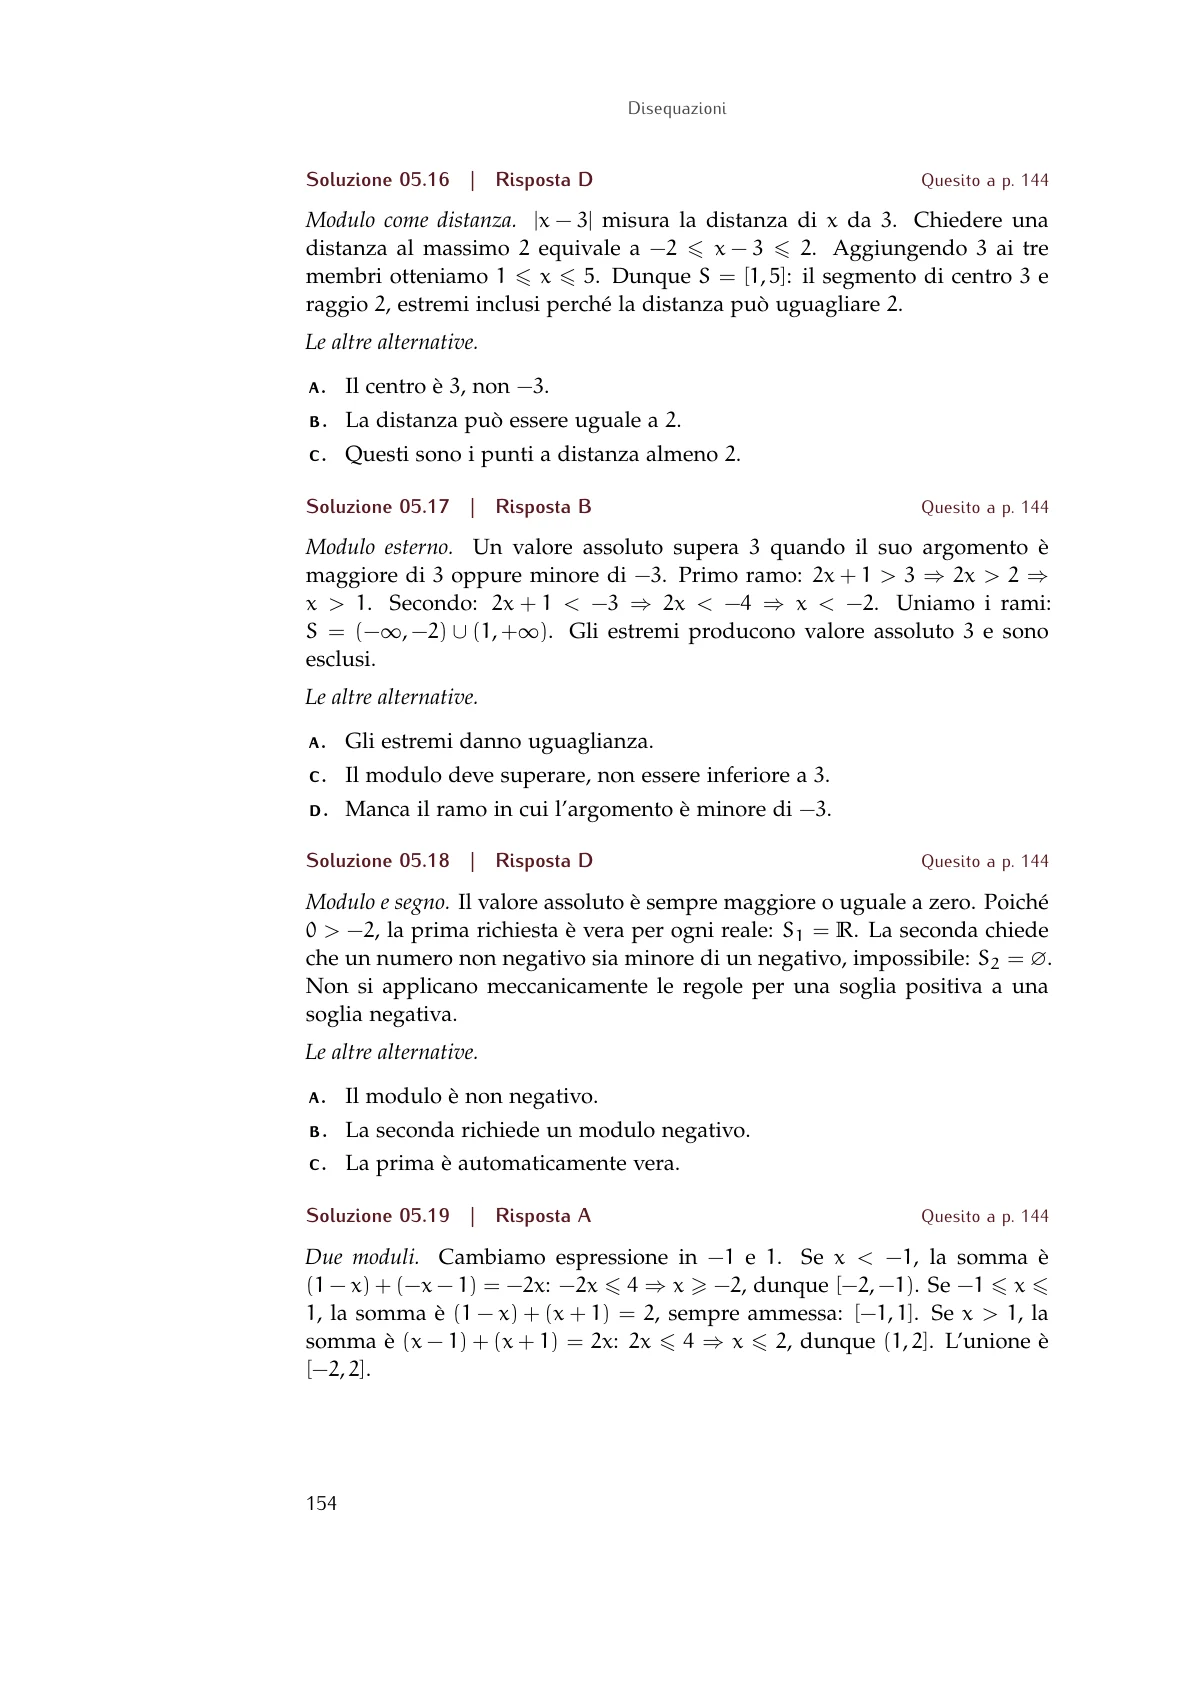 Disequazioni
Soluzione 05.16 | Risposta D Quesito a p. 144
Modulo come distanza. |x − 3| misura la distanza di x da 3. Chiedere una
distanza al massimo 2 equivale a −2 ⩽ x − 3 ⩽ 2. Aggiungendo 3 ai tre
membri otteniamo 1 ⩽ x ⩽ 5. Dunque S = [1, 5]: il segmento di centro 3 e
raggio 2, estremi inclusi perché la distanza può uguagliare 2.
Le altre alternative.
A. Il centro è 3, non −3.
B. La distanza può essere uguale a 2.
C. Questi sono i punti a distanza almeno 2.
Soluzione 05.17 | Risposta B Quesito a p. 144
Modulo esterno. Un valore assoluto supera 3 quando il suo argomento è
maggiore di 3 oppure minore di −3. Primo ramo: 2x + 1 > 3 ⇒ 2x > 2 ⇒
x > 1. Secondo: 2x + 1 < −3 ⇒ 2x < −4 ⇒ x < −2. Uniamo i rami:
S = (−∞, −2) ∪ (1, +∞). Gli estremi producono valore assoluto 3 e sono
esclusi.
Le altre alternative.
A. Gli estremi danno uguaglianza.
C. Il modulo deve superare, non essere inferiore a 3.
D. Manca il ramo in cui l'argomento è minore di −3.
Soluzione 05.18 | Risposta D Quesito a p. 144
Modulo e segno. Il valore assoluto è sempre maggiore o uguale a zero. Poiché
0 > −2, la prima richiesta è vera per ogni reale: S₁ = ℝ. La seconda chiede
che un numero non negativo sia minore di un negativo, impossibile: S₂ = ∅.
Non si applicano meccanicamente le regole per una soglia positiva a una
soglia negativa.
Le altre alternative.
A. Il modulo è non negativo.
B. La seconda richiede un modulo negativo.
C. La prima è automaticamente vera.
Soluzione 05.19 | Risposta A Quesito a p. 144
Due moduli. Cambiamo espressione in −1 e 1. Se x < −1, la somma è
(1 − x) + (−x − 1) = −2x: −2x ⩽ 4 ⇒ x ⩾ −2, dunque [−2, −1). Se −1 ⩽ x ⩽
1, la somma è (1 − x) + (x + 1) = 2, sempre ammessa: [−1, 1]. Se x > 1, la
somma è (x − 1) + (x + 1) = 2x: 2x ⩽ 4 ⇒ x ⩽ 2, dunque (1, 2]. L'unione è
[−2, 2].
154